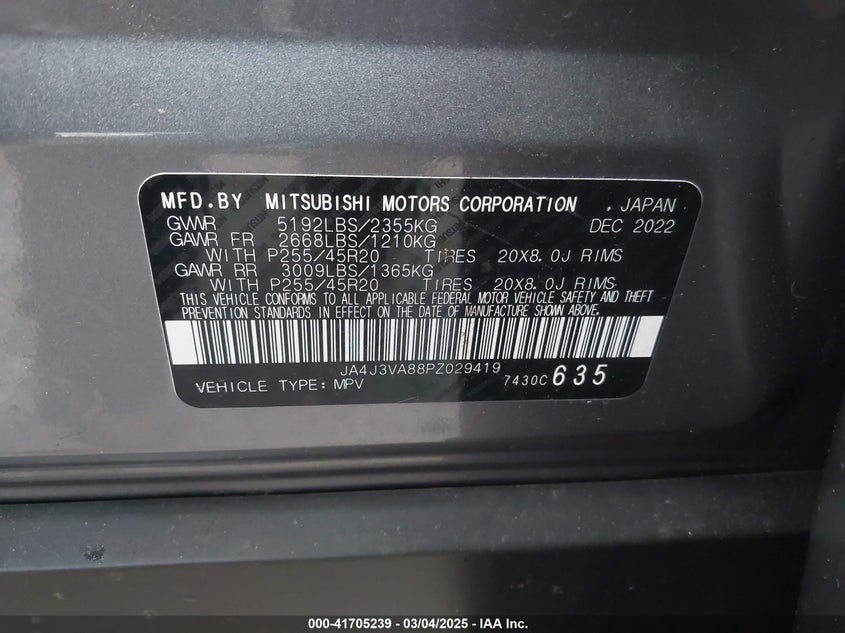 MFD.BY MITSUBISHI MOTORS CORPORATION , JAPAN
GVWR 5192LBS/2355KG DEC 2022
GAWR FR 2668LBS/1210KG
WITH P255/45R20 TIRES 20X8.0J RIMS
GAWR RR 3009LBS/1365KG
WITH P255/45R20 TIRES 20X8.0J RIMS
THIS VEHICLE CONFORMS TO ALL APPLICABLE FEDERAL MOTOR VEHICLE SAFETY AND THEFT
PREVENTION STANDARDS IN EFFECT ON THE DATE OF MANUFACTURE SHOWN ABOVE.
JA4J3VA88PZ029419
VEHICLE TYPE: MPV 7430C 635
000-41705239 - 03/04/2025 - IAA Inc.